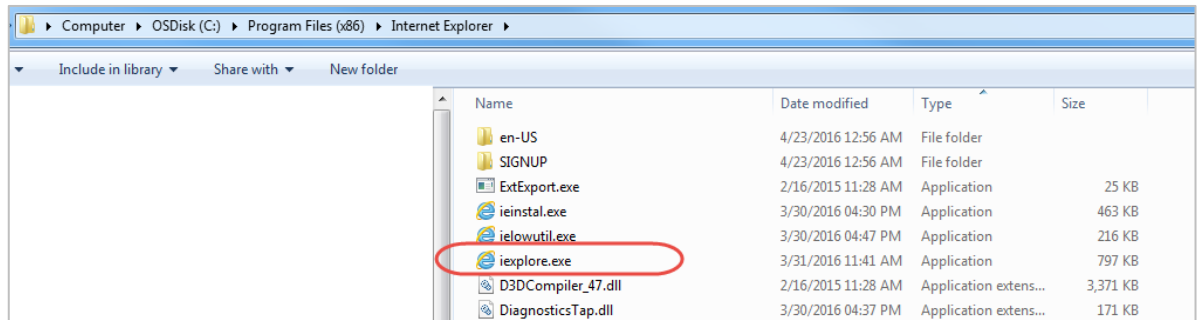 Computer OSDisk (C:) Program Files (x86) Internet Explorer
Include in library Share with New folder
Name Date modified Type Size
en-US 4/23/2016 12:56 AM File folder
SIGNUP 4/23/2016 12:56 AM File folder
ExtExport.exe 2/16/2015 11:28 AM Application 25 KB
ieinstal.exe 3/30/2016 04:30 PM Application 463 KB
ielowutil.exe 3/30/2016 04:47 PM Application 216 KB
iexplore.exe 3/31/2016 11:41 AM Application 797 KB
D3DCompiler_47.dll 2/16/2015 11:28 AM Application extens... 3,371 KB
DiagnosticsTap.dll 3/30/2016 04:37 PM Application extens... 171 KB